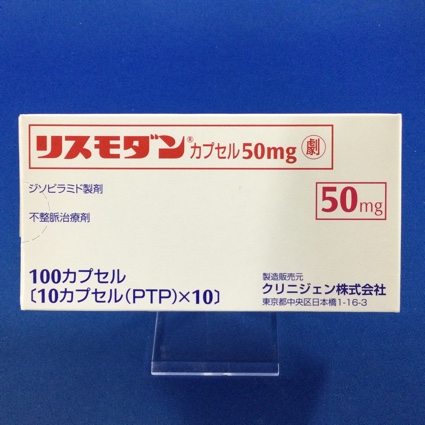 リスモダン®カプセル50mg 劇
ジソピラミド製剤
50mg
不整脈治療剤
100カプセル
〔10カプセル(PTP)×10〕
製造販売元
クリニジェン株式会社
東京都中央区日本橋1-16-3